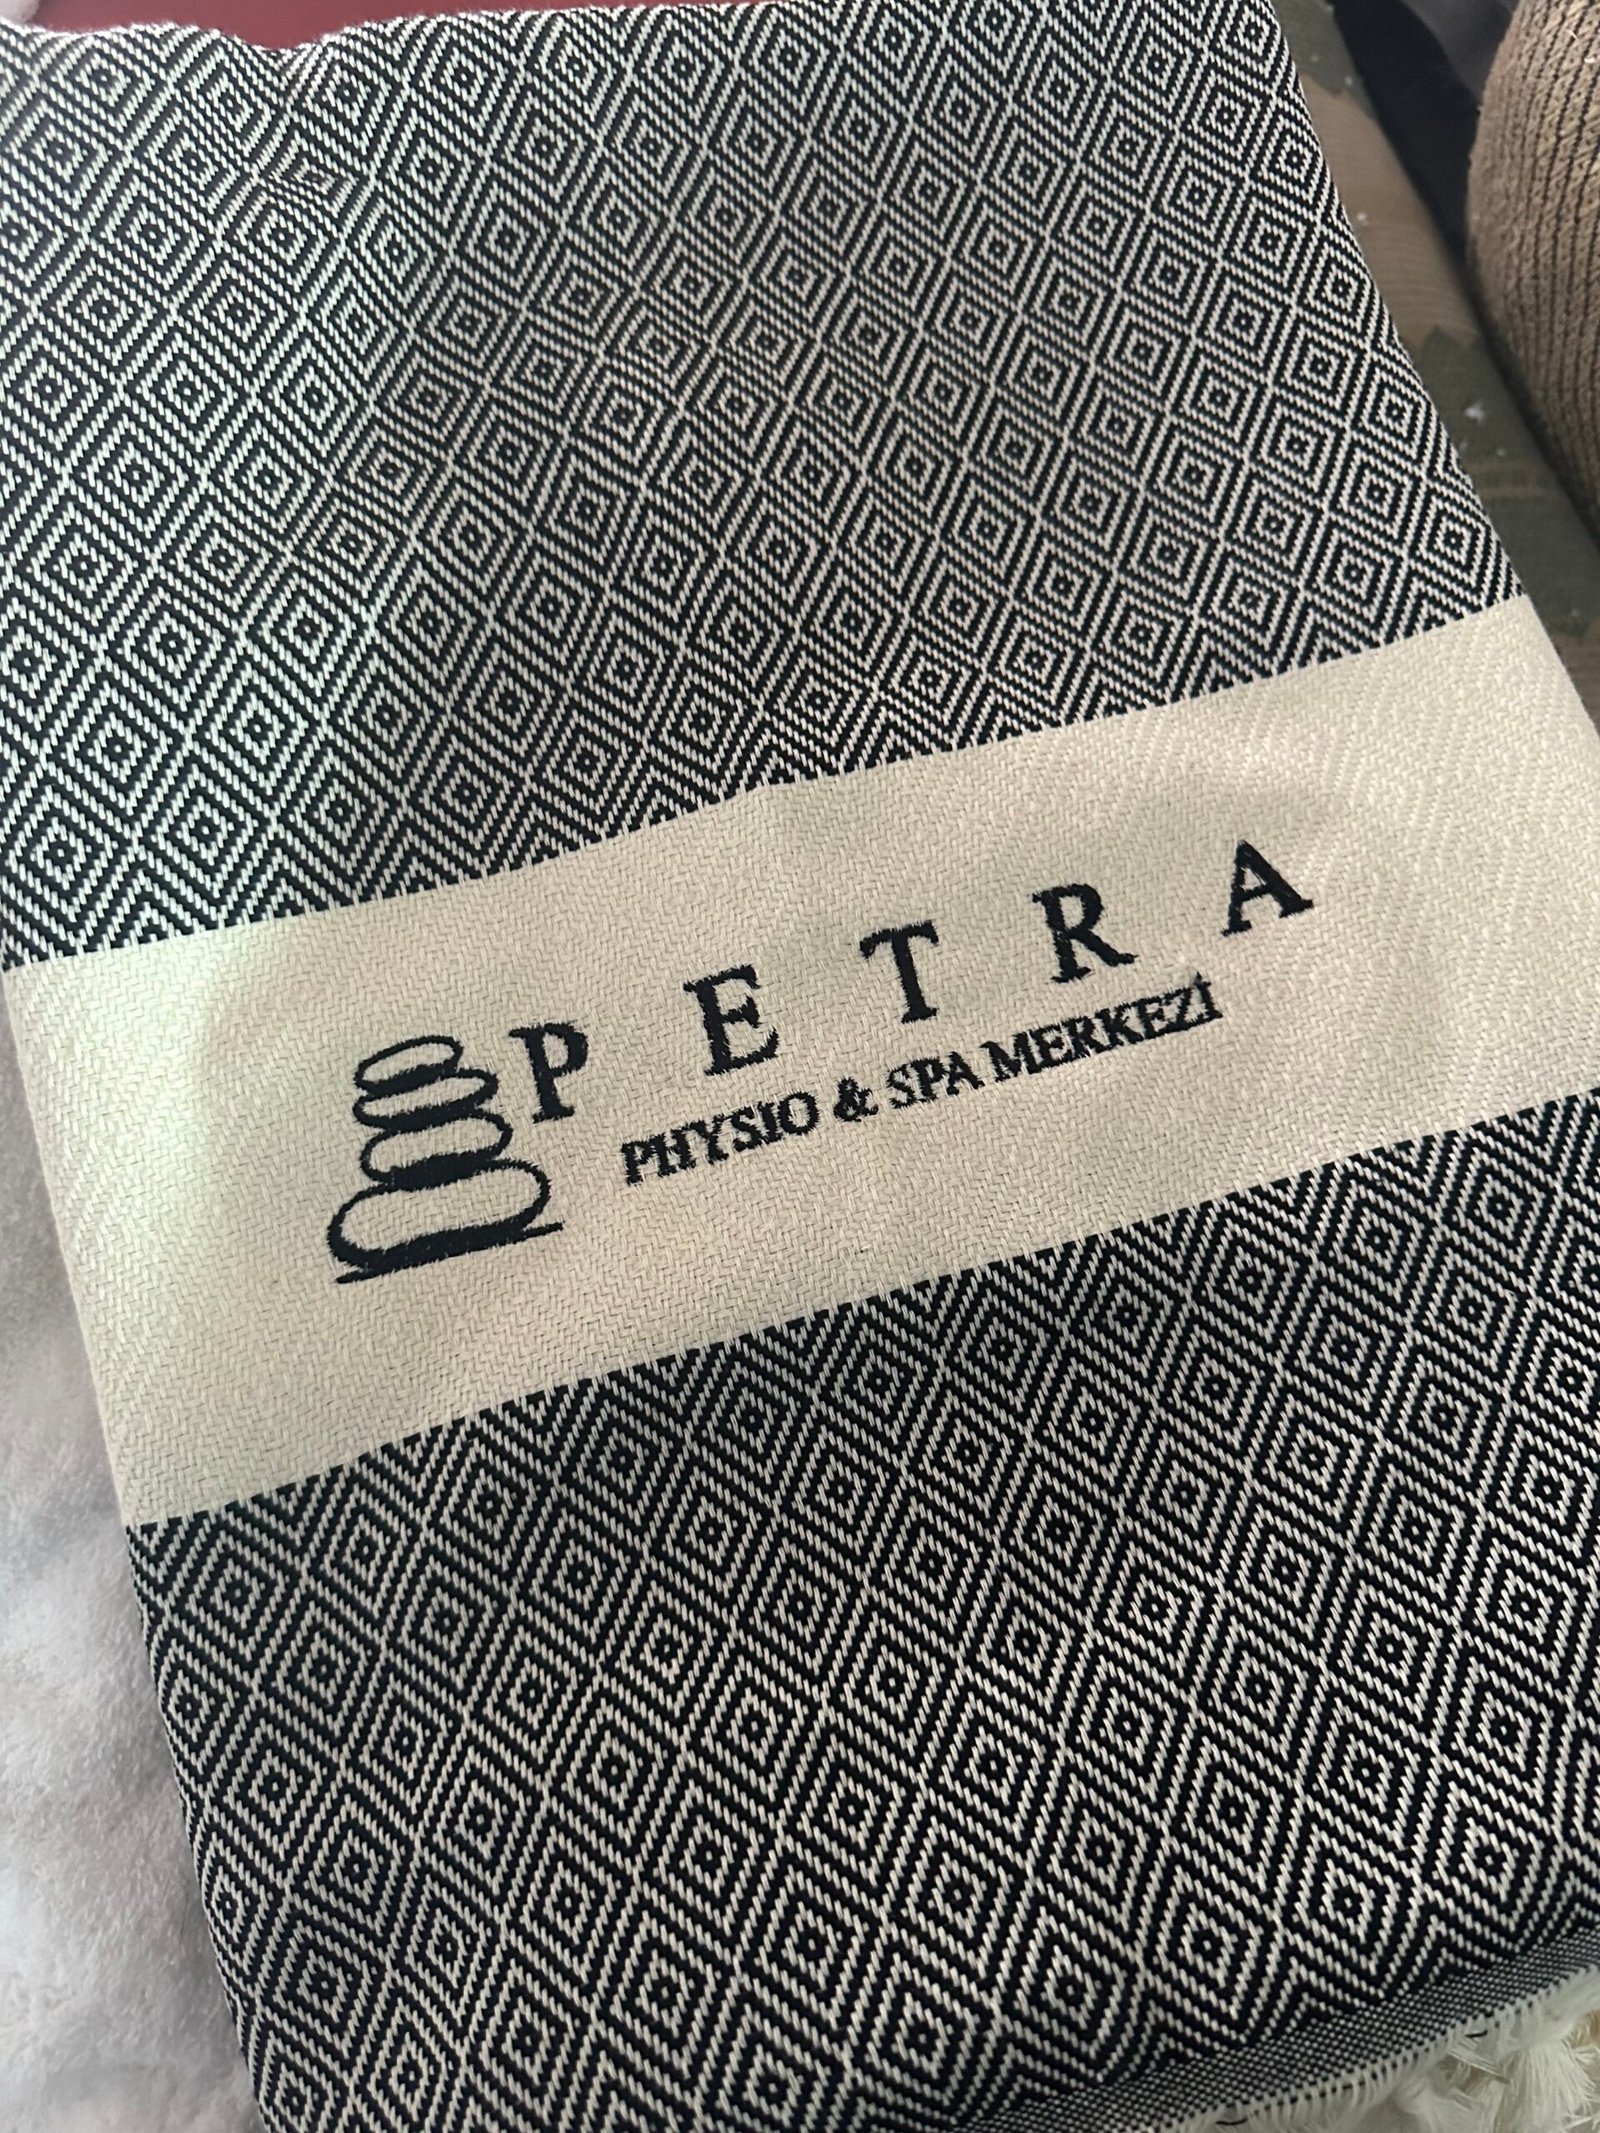 PETRA
PHYSIO & SPA MERKEZİ